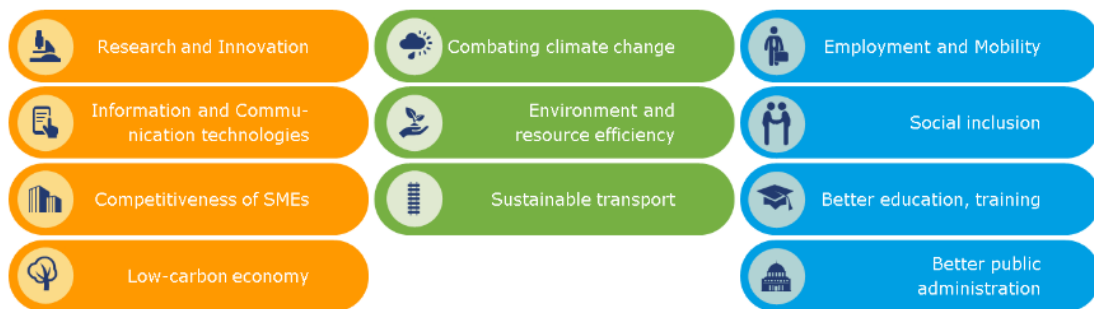 Research and Innovation
Information and Commu-
nication technologies
Competitiveness of SMEs
Low-carbon economy
Combating climate change
Environment and
resource efficiency
Sustainable transport
Employment and Mobility
Social inclusion
Better education, training
Better public
administration